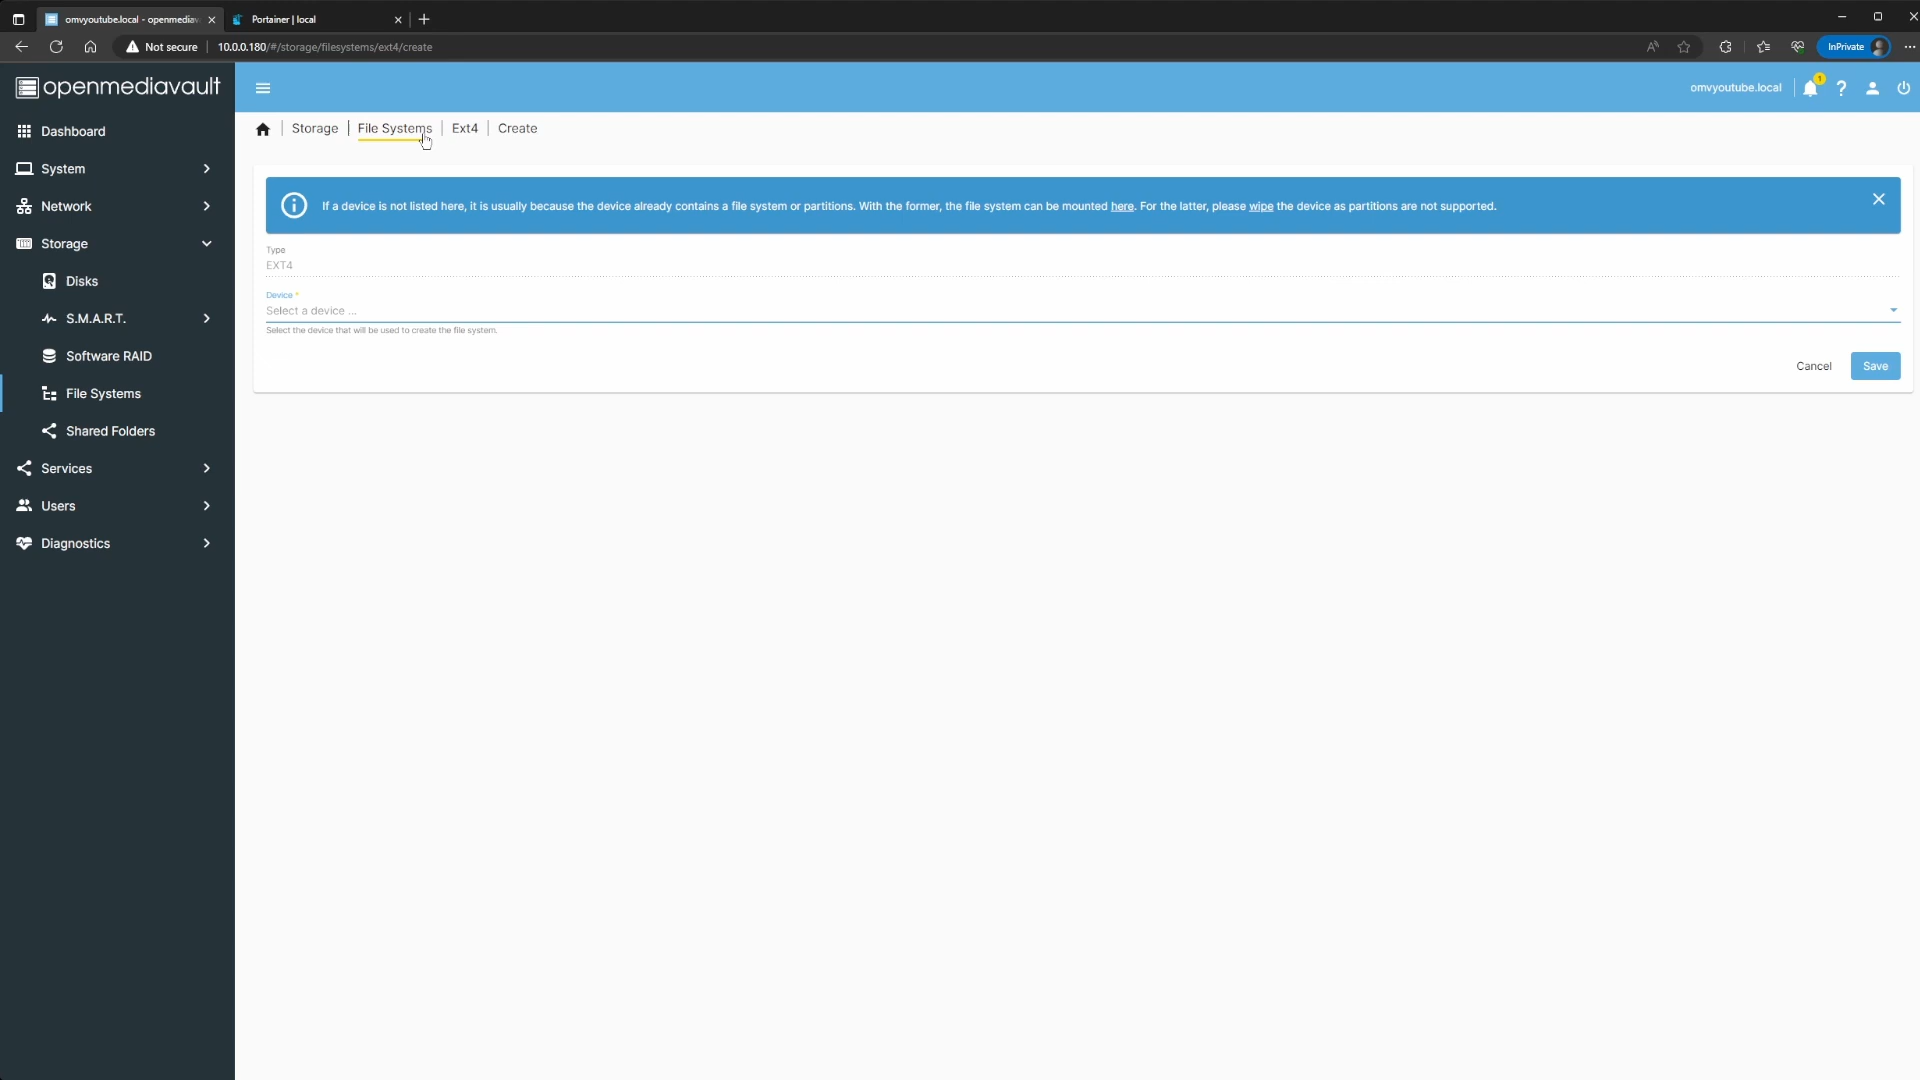 omvyoutube.local - openmediav
Portainer | local
Not secure
10.0.0.180/#/storage/filesystems/ext4/create
InPrivate
openmediavault
omvyoutube.local
1
Dashboard
System
Network
Storage
Disks
S.M.A.R.T.
Software RAID
File Systems
Shared Folders
Services
Users
Diagnostics
Storage | File Systems | Ext4 | Create
If a device is not listed here, it is usually because the device already contains a file system or partitions. With the former, the file system can be mounted here. For the latter, please wipe the device as partitions are not supported.
Type
EXT4
Device *
Select a device ...
Select the device that will be used to create the file system.
Cancel
Save